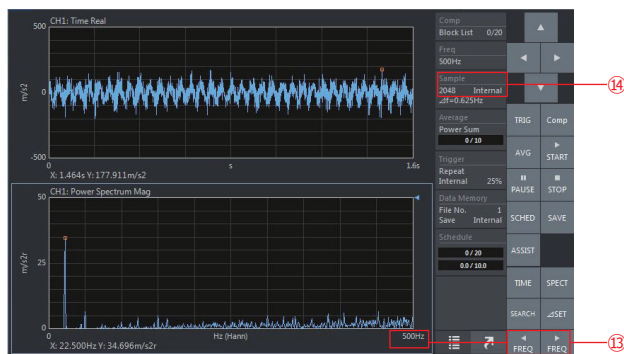 CH1: Time Real
500
m/s2
0
-500
0
s
1.6s
X: 1.464s Y: 177.911m/s2
CH1: Power Spectrum Mag
50
m/s2r
25
0
0
Hz (Hann)
500Hz
X: 22.500Hz Y: 34.696m/s2r
Comp
Block List 0/20
Freq
500Hz
Sample
2048 Internal
⊿f=0.625Hz
Average
Power Sum
0/10
Trigger
Repeat
Internal 25%
Data Memory
File No. 1
Save Internal
Schedule
0/20
0.0/10.0
TRIG Comp
AVG START
PAUSE STOP
SCHED SAVE
ASSIST
TIME SPECT
SEARCH ⊿SET
FREQ FREQ
⑭
⑬